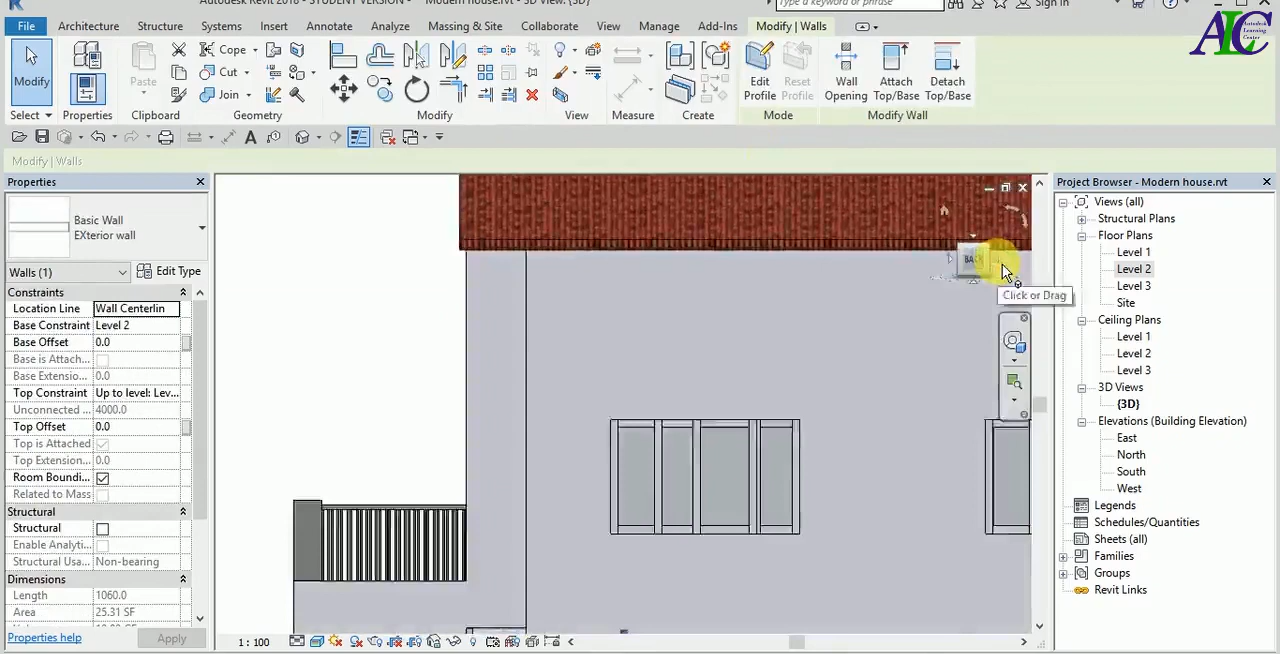 Autodesk Revit 2018 - STUDENT VERSION - Modern house.rvt - 3D View: {3D}
Type a keyword or phrase
Sign In
ALC
Autodesk
Learning
Center
File
Architecture
Structure
Systems
Insert
Annotate
Analyze
Massing & Site
Collaborate
View
Manage
Add-Ins
Modify | Walls
Modify
Paste
Cope
Cut
Join
Edit
Profile
Reset
Profile
Wall
Opening
Attach
Top/Base
Detach
Top/Base
Select
Properties
Clipboard
Geometry
Modify
View
Measure
Create
Mode
Modify Wall
Modify | Walls
Properties
Basic Wall
EXterior wall
Walls (1)
Edit Type
Constraints
Location Line Wall Centerlin
Base Constraint Level 2
Base Offset 0.0
Base is Attach...
Base Extensio... 0.0
Top Constraint Up to level: Lev...
Unconnected ... 4000.0
Top Offset 0.0
Top is Attached
Top Extension... 0.0
Room Boundi...
Related to Mass
Structural
Structural
Enable Analyti...
Structural Usa... Non-bearing
Dimensions
Length 1060.0
Area 25.31 SF
Properties help
Apply
BACK
Click or Drag
1 : 100
Project Browser - Modern house.rvt
Views (all)
Structural Plans
Floor Plans
Level 1
Level 2
Level 3
Site
Ceiling Plans
Level 1
Level 2
Level 3
3D Views
{3D}
Elevations (Building Elevation)
East
North
South
West
Legends
Schedules/Quantities
Sheets (all)
Families
Groups
Revit Links